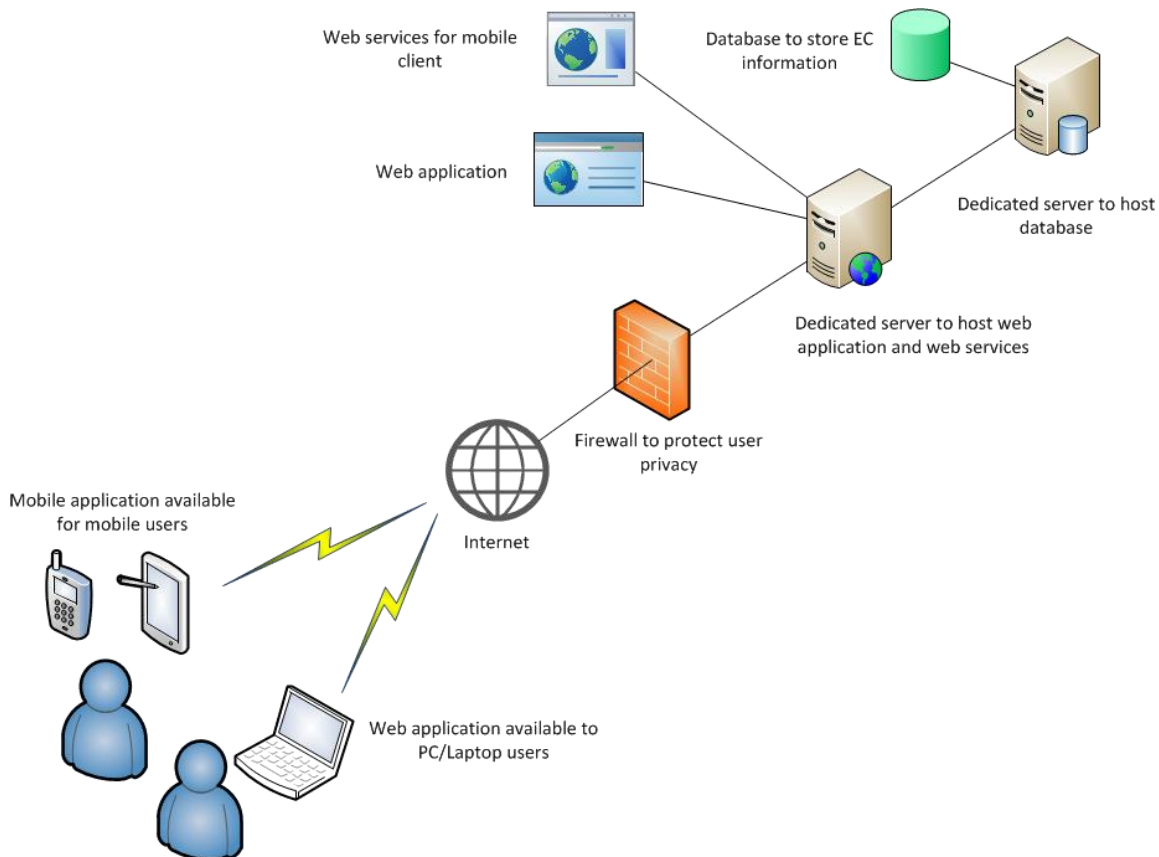 Web services for mobile
client
Database to store EC
information
Web application
Dedicated server to host
database
Dedicated server to host web
application and web services
Firewall to protect user
privacy
Internet
Mobile application available
for mobile users
Web application available to
PC/Laptop users